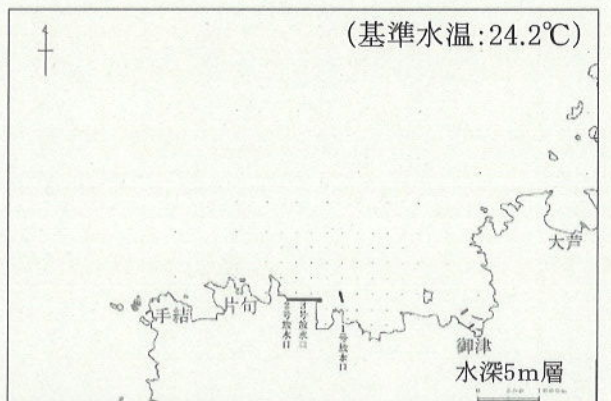 (基準水温:24.2℃)
大芦
手結
片句
2号放水口
3号放水口
1号放水口
御津
水深5m層